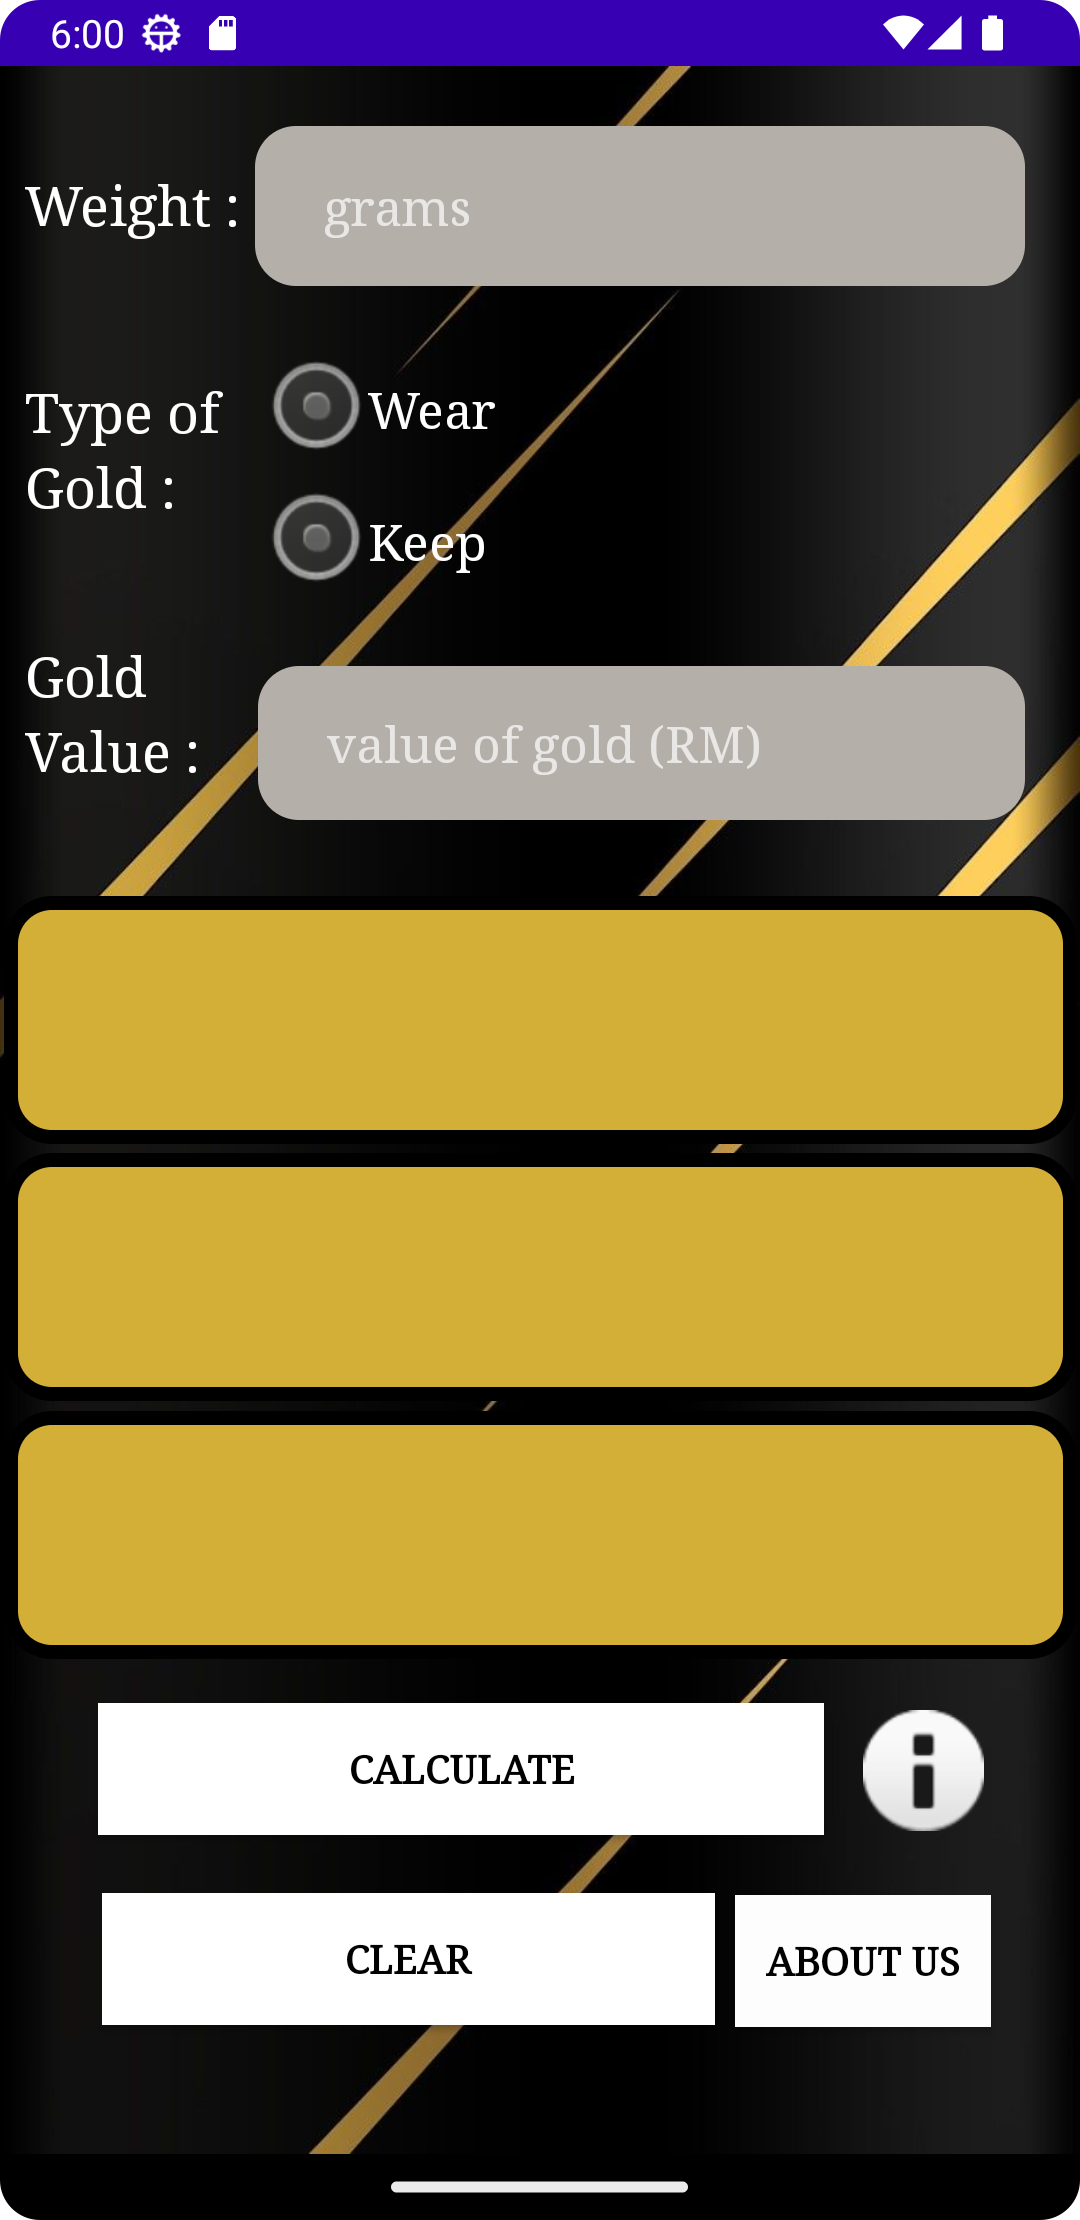 6:00
Weight :
grams
Type of
Gold :
Wear
Keep
Gold
Value :
value of gold (RM)
CALCULATE
CLEAR
ABOUT US